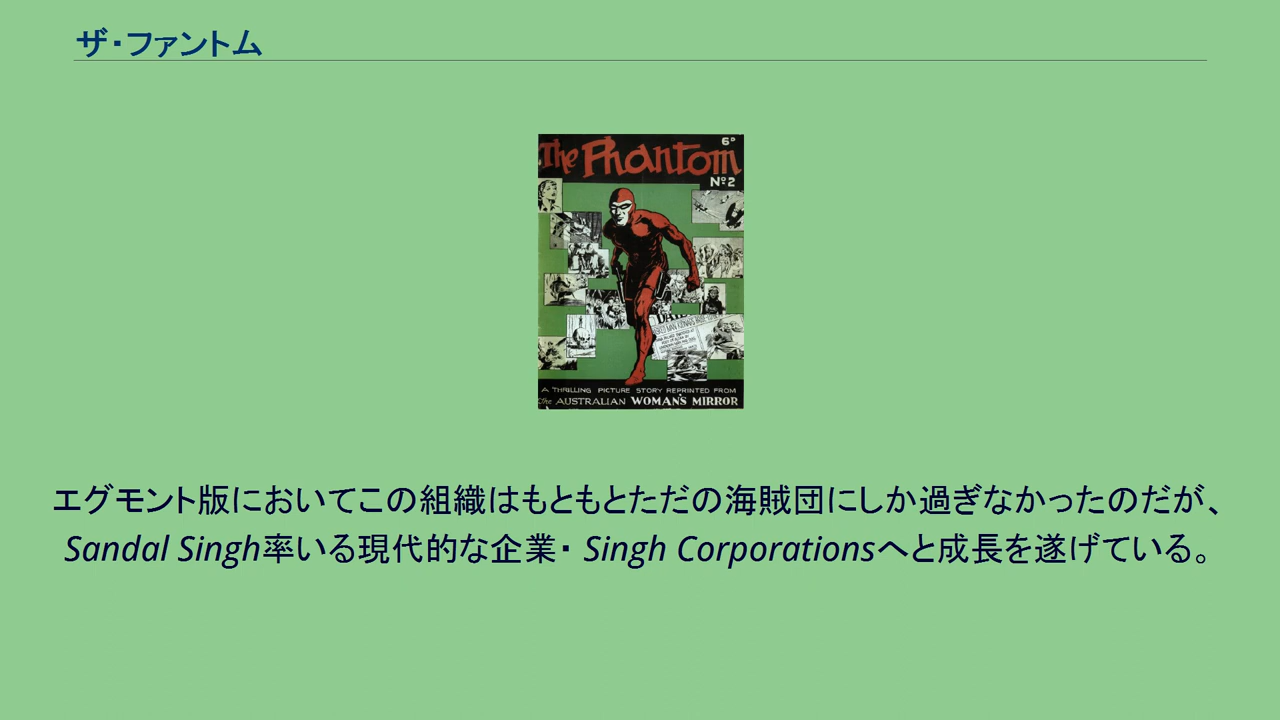 ザ・ファントム
The Phantom
6D
Nº2
A THRILLING PICTURE STORY REPRINTED FROM
The AUSTRALIAN WOMAN'S MIRROR
エグモント版においてこの組織はもともとただの海賊団にしか過ぎなかったのだが、
Sandal Singh率いる現代的な企業・ Singh Corporationsへと成長を遂げている。